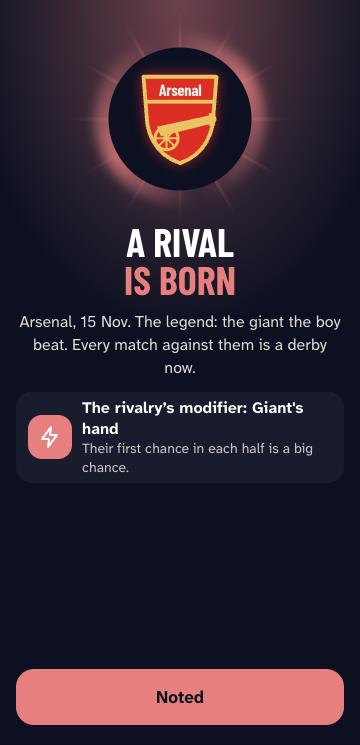 Arsenal
A RIVAL
IS BORN
Arsenal, 15 Nov. The legend: the giant the boy
beat. Every match against them is a derby
now.
The rivalry’s modifier: Giant's
hand
Their first chance in each half is a big
chance.
Noted